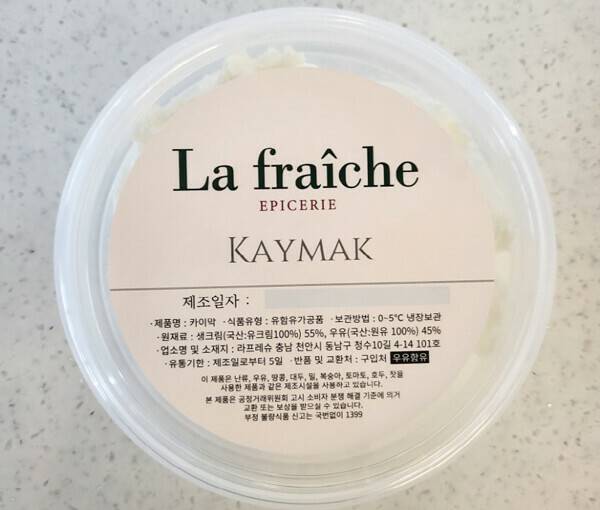 La fraîche
EPICERIE
KAYMAK
제조일자 :
·제품명 : 카이막 ·식품유형 : 유함유가공품 ·보관방법 : 0~5℃ 냉장보관
·원재료 : 생크림(국산:유크림100%) 55%, 우유(국산:원유 100%) 45%
·업소명 및 소재지 : 라프레슈 충남 천안시 동남구 청수10길 4-14 101호
·유통기한 : 제조일로부터 5일 ·반품 및 교환처 : 구입처 우유함유
이 제품은 난류, 우유, 땅콩, 대두, 밀, 복숭아, 토마토, 호두, 잣을
사용한 제품과 같은 제조시설을 사용하고 있습니다.
본 제품은 공정거래위원회 고시 소비자 분쟁 해결 기준에 의거
교환 또는 보상을 받으실 수 있습니다.
부정 불량식품 신고는 국번없이 1399